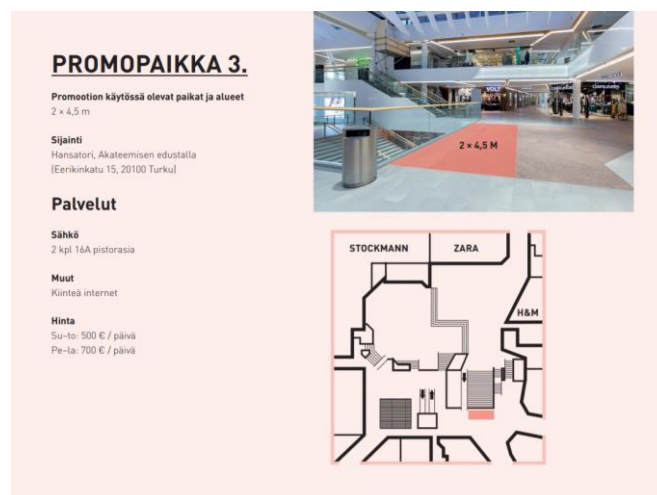 PROMOPAIKKA 3.
Promootion käytössä olevat paikat ja alueet
2 × 4,5 m
Sijainti
Hansatori, Akateemisen edustalla
(Eerikinkatu 15, 20100 Turku)
Palvelut
Sähkö
2 kpl 16A pistorasia
Muut
Kiinteä internet
Hinta
Su–to: 500 € / päivä
Pe–la: 700 € / päivä
VOLT
2 × 4,5 M
STOCKMANN
ZARA
H&M